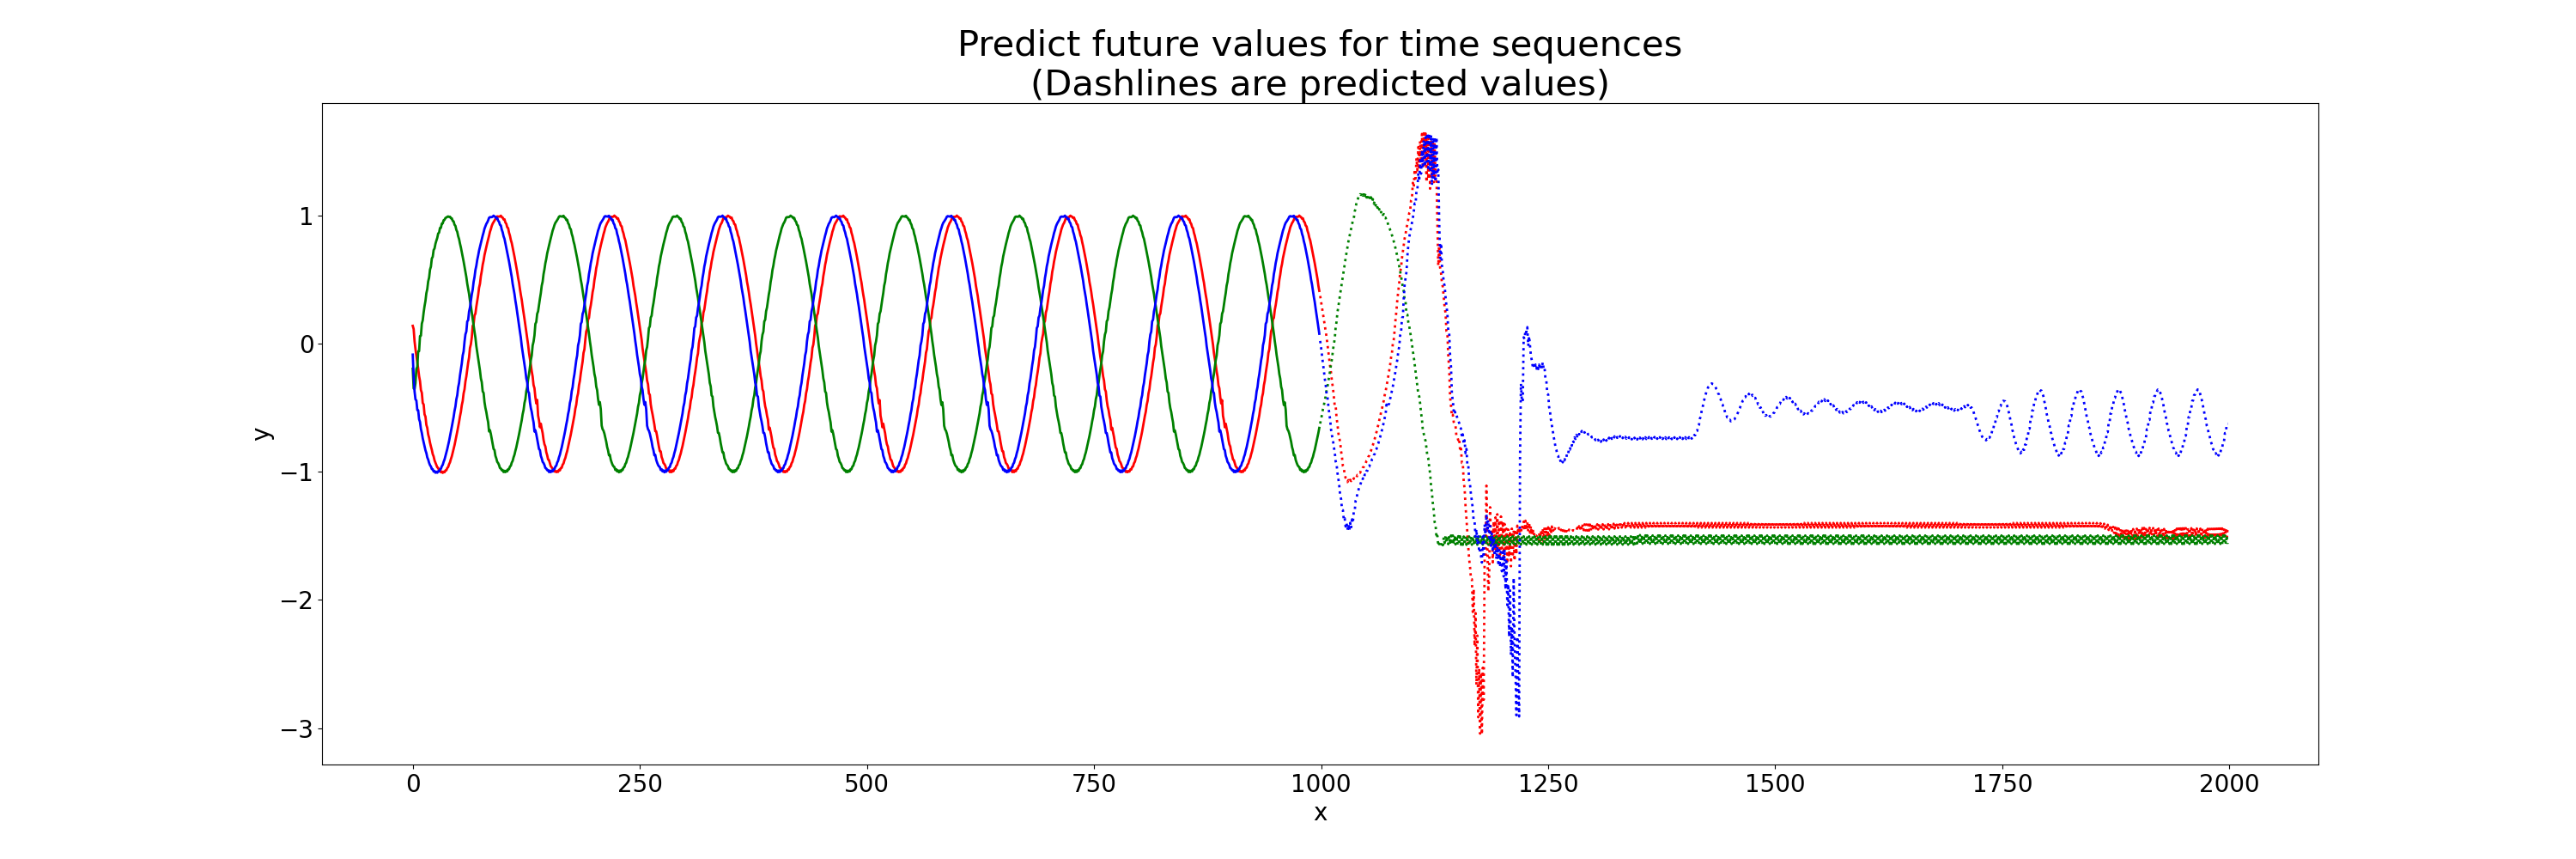 Predict future values for time sequences
(Dashlines are predicted values)
y
1
0
−1
−2
−3
0 250 500 750 1000 1250 1500 1750 2000
x